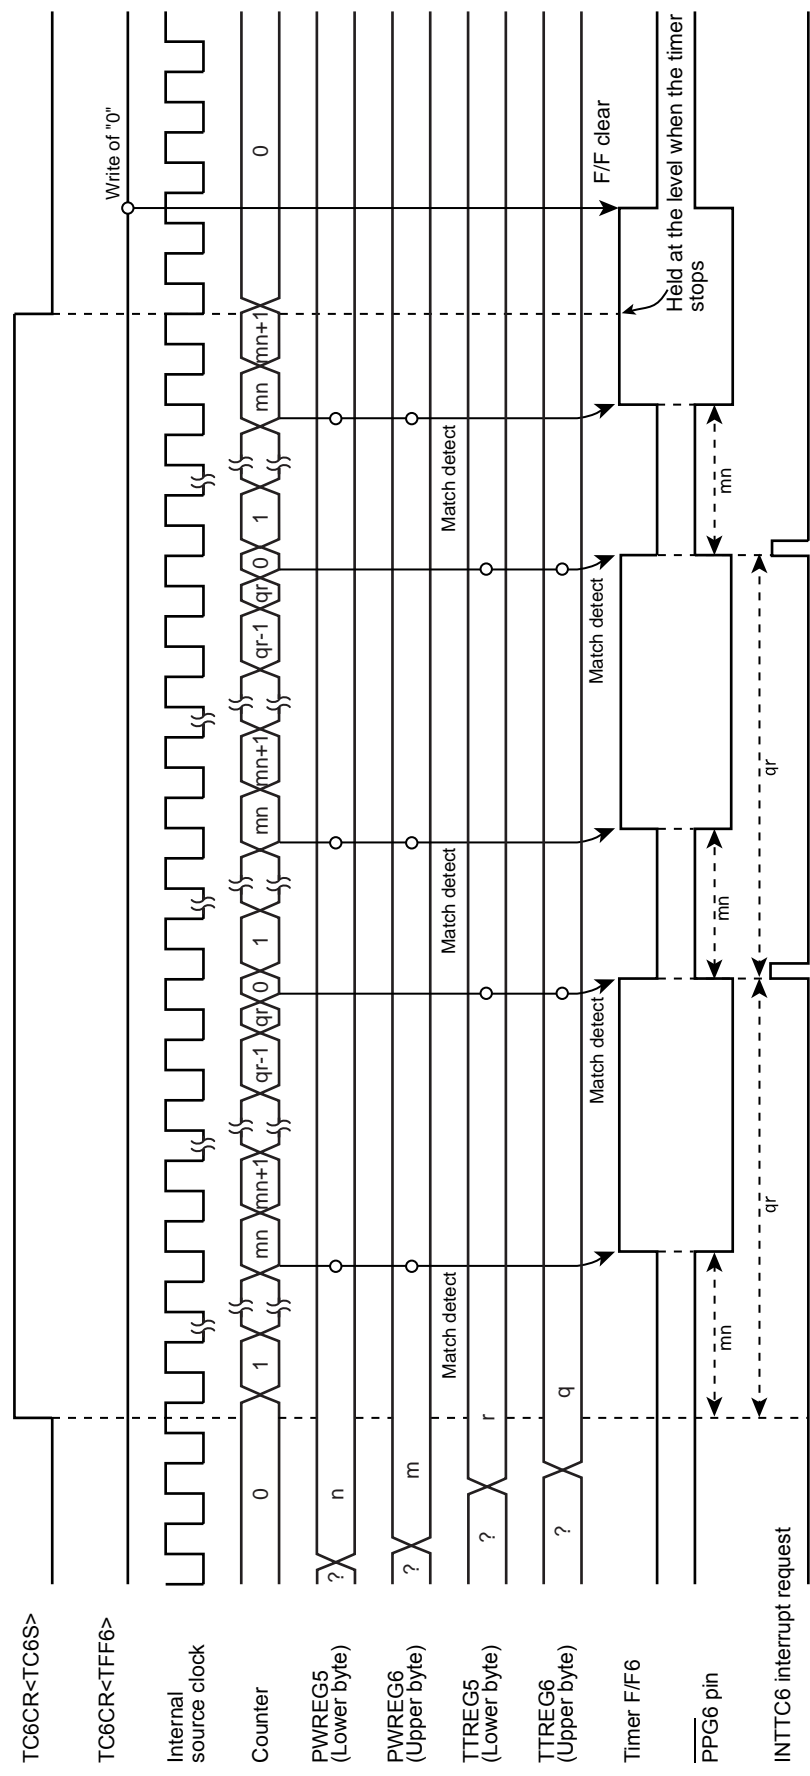 TC6CR<TC6S>
TC6CR<TFF6>
Write of "0"
Internal
source clock
Counter
0
1
mn
mn+1
qr-1
qr
0
1
mn
mn+1
qr-1
qr
0
1
mn
mn+1
0
PWREG5
(Lower byte)
?
n
PWREG6
(Upper byte)
?
m
Match detect
Match detect
Match detect
TTREG5
(Lower byte)
?
r
TTREG6
(Upper byte)
?
q
Match detect
Match detect
F/F clear
Timer F/F6
Held at the level when the timer
stops
PPG6 pin
mn
mn
mn
qr
qr
INTTC6 interrupt request